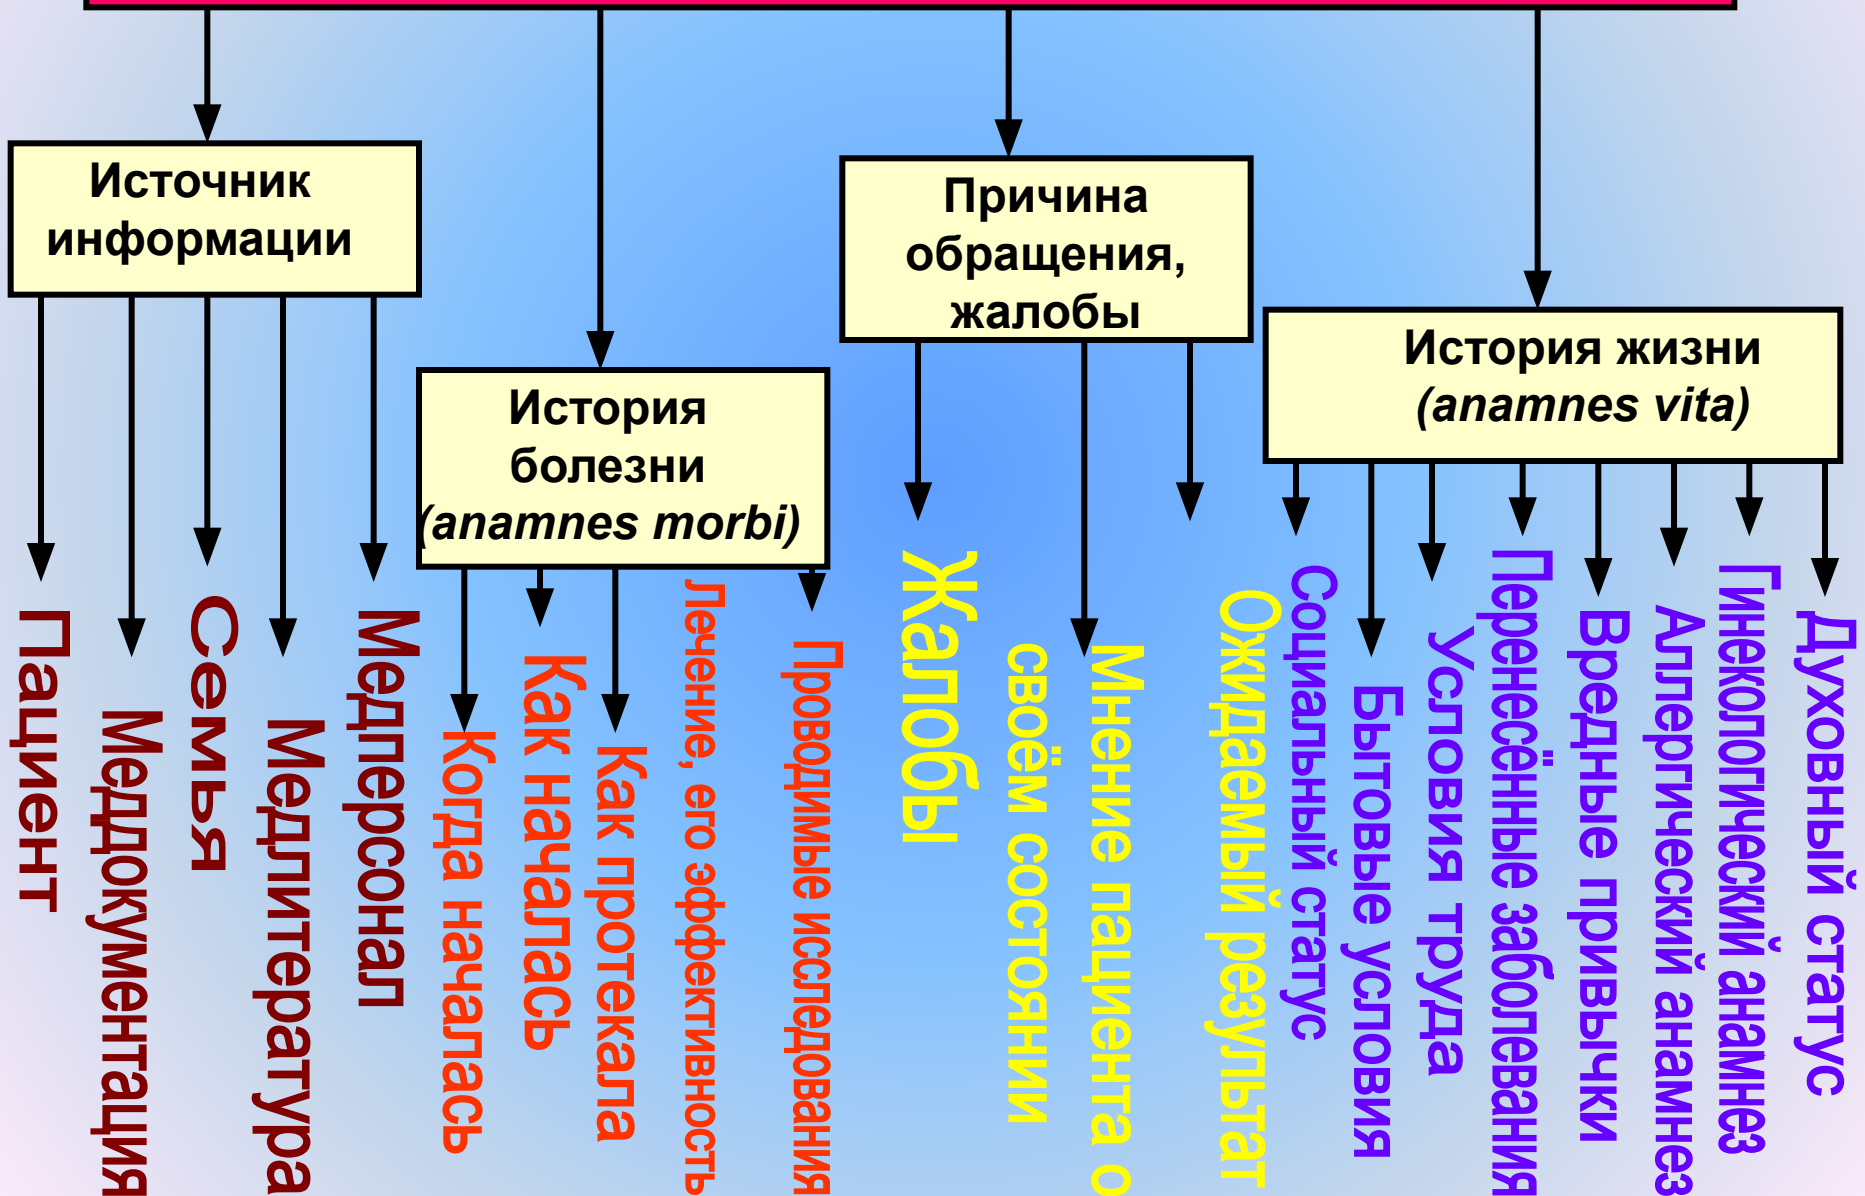 Источник
информации
Причина
обращения,
жалобы
История жизни
(anamnes vita)
История
болезни
(anamnes morbi)
Пациент
Меддокументация
Семья
Медлитература
Медперсонал
Когда началась
Как началась
Как протекала
Лечение, его эффективность
Проводимые исследования
Жалобы
Мнение пациента о
своём состоянии
Ожидаемый результат
Социальный статус
Бытовые условия
Условия труда
Перенесённые заболевания
Вредные привычки
Аллергический анамнез
Гинекологический анамнез
Духовный статус